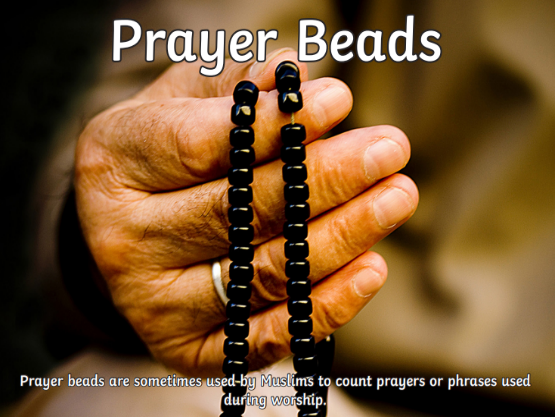 Prayer Beads
Prayer beads are sometimes used by Muslims to count prayers or phrases used
during worship.